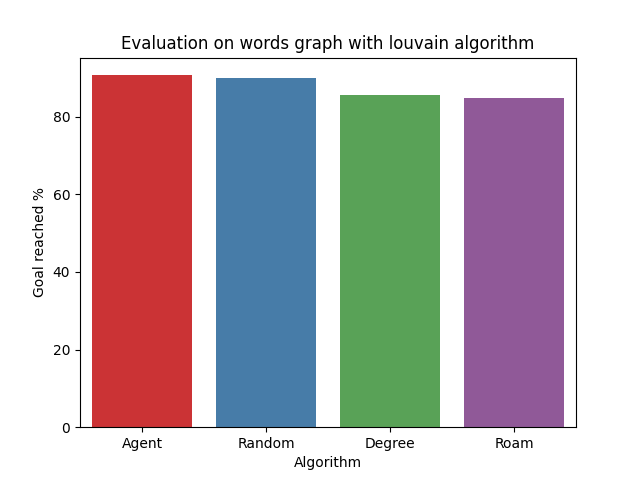 Evaluation on words graph with louvain algorithm
Goal reached %
80
60
40
20
0
Agent Random Degree Roam
Algorithm